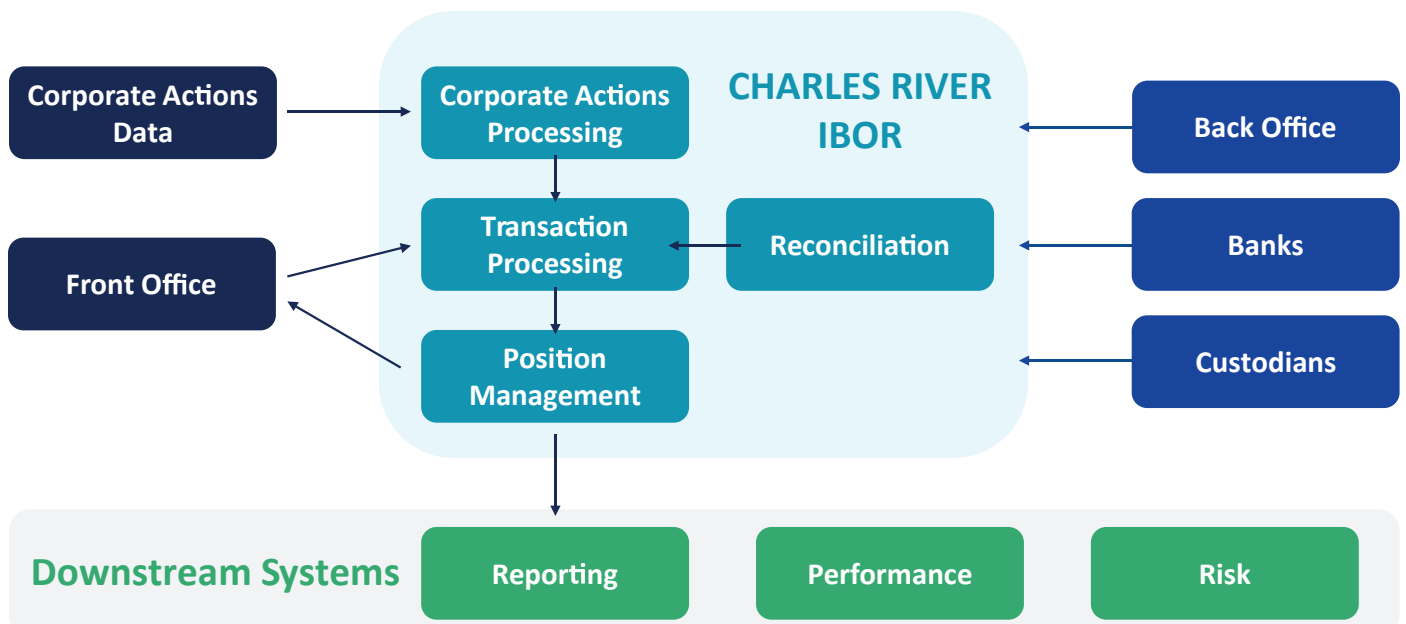 Corporate Actions
Data
Front Office
CHARLES RIVER
IBOR
Corporate Actions
Processing
Transaction
Processing
Reconciliation
Position
Management
Back Office
Banks
Custodians
Downstream Systems
Reporting
Performance
Risk